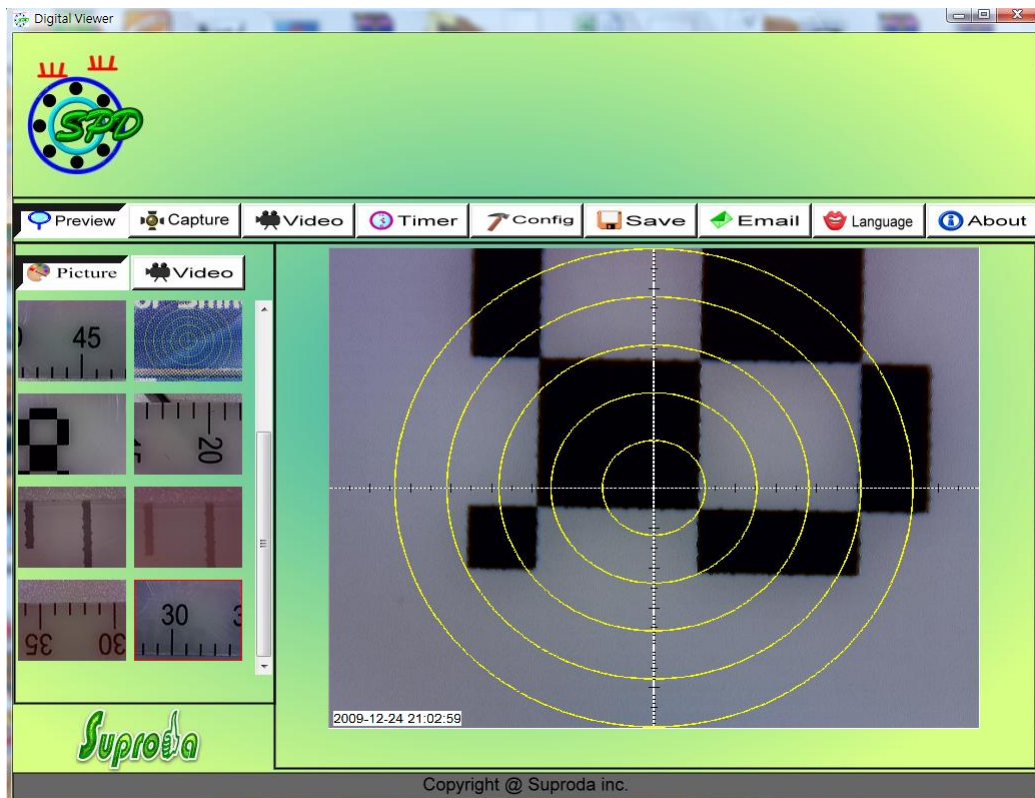 Digital Viewer
SPD
Preview Capture Video Timer Config Save Email Language About
Picture Video
45
20
35 30
30
2009-12-24 21:02:59
Suproda
Copyright @ Suproda inc.